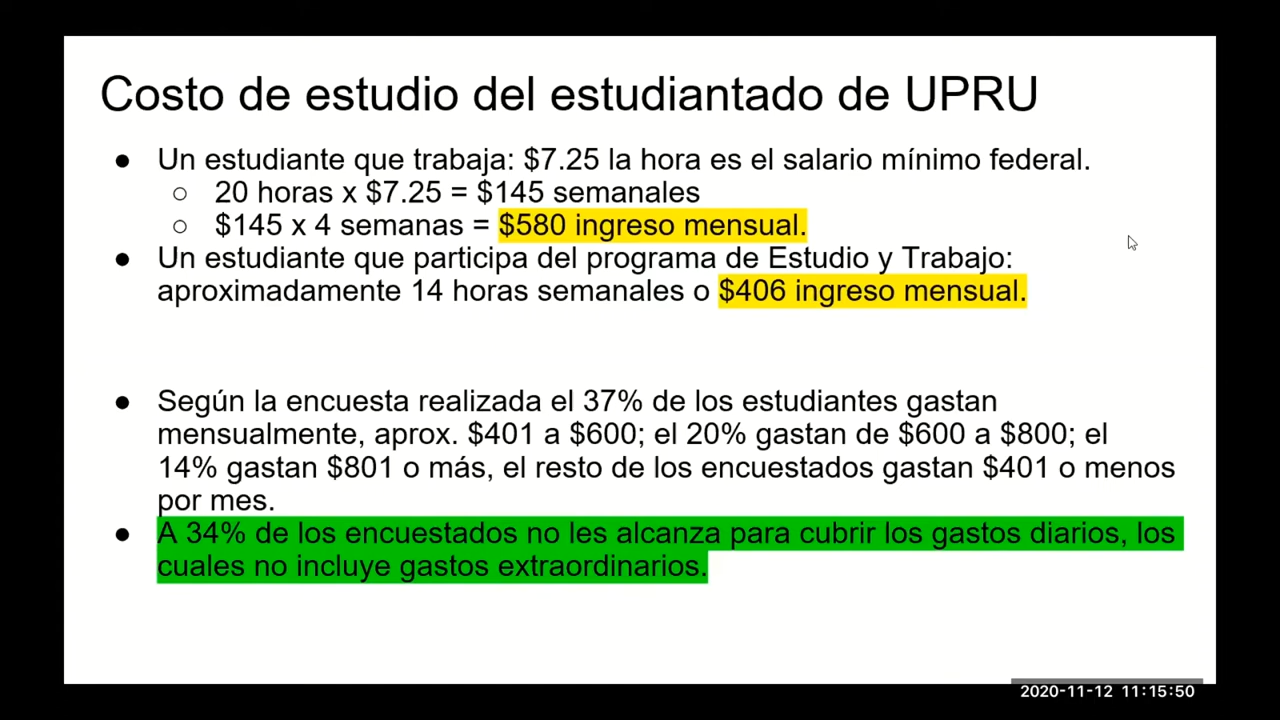 Costo de estudio del estudiantado de UPRU
● Un estudiante que trabaja: $7.25 la hora es el salario mínimo federal.
○ 20 horas x $7.25 = $145 semanales
○ $145 x 4 semanas = $580 ingreso mensual.
● Un estudiante que participa del programa de Estudio y Trabajo:
aproximadamente 14 horas semanales o $406 ingreso mensual.
● Según la encuesta realizada el 37% de los estudiantes gastan
mensualmente, aprox. $401 a $600; el 20% gastan de $600 a $800; el
14% gastan $801 o más, el resto de los encuestados gastan $401 o menos
por mes.
● A 34% de los encuestados no les alcanza para cubrir los gastos diarios, los
cuales no incluye gastos extraordinarios.
2020-11-12 11:15:50